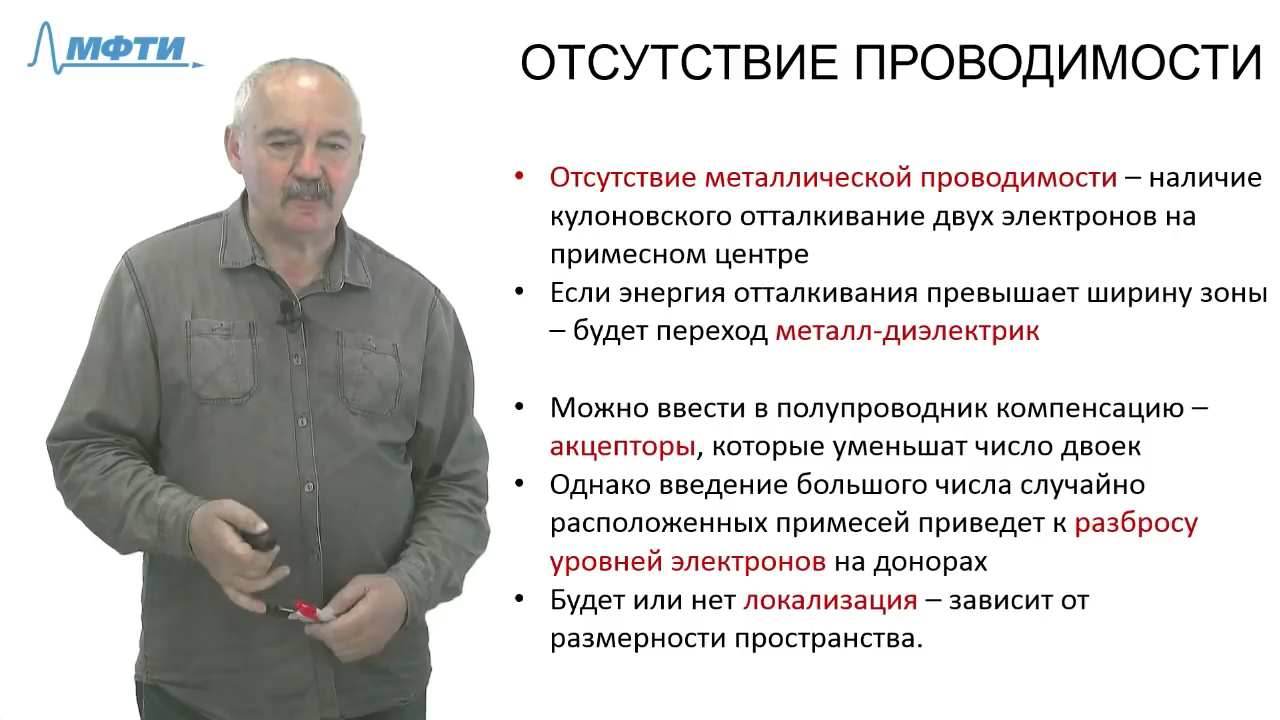 МФТИ
ОТСУТСТВИЕ ПРОВОДИМОСТИ
• Отсутствие металлической проводимости – наличие
кулоновского отталкивание двух электронов на
примесном центре
• Если энергия отталкивания превышает ширину зоны
– будет переход металл-диэлектрик
• Можно ввести в полупроводник компенсацию –
акцепторы, которые уменьшат число двоек
• Однако введение большого числа случайно
расположенных примесей приведет к разбросу
уровней электронов на донорах
• Будет или нет локализация – зависит от
размерности пространства.